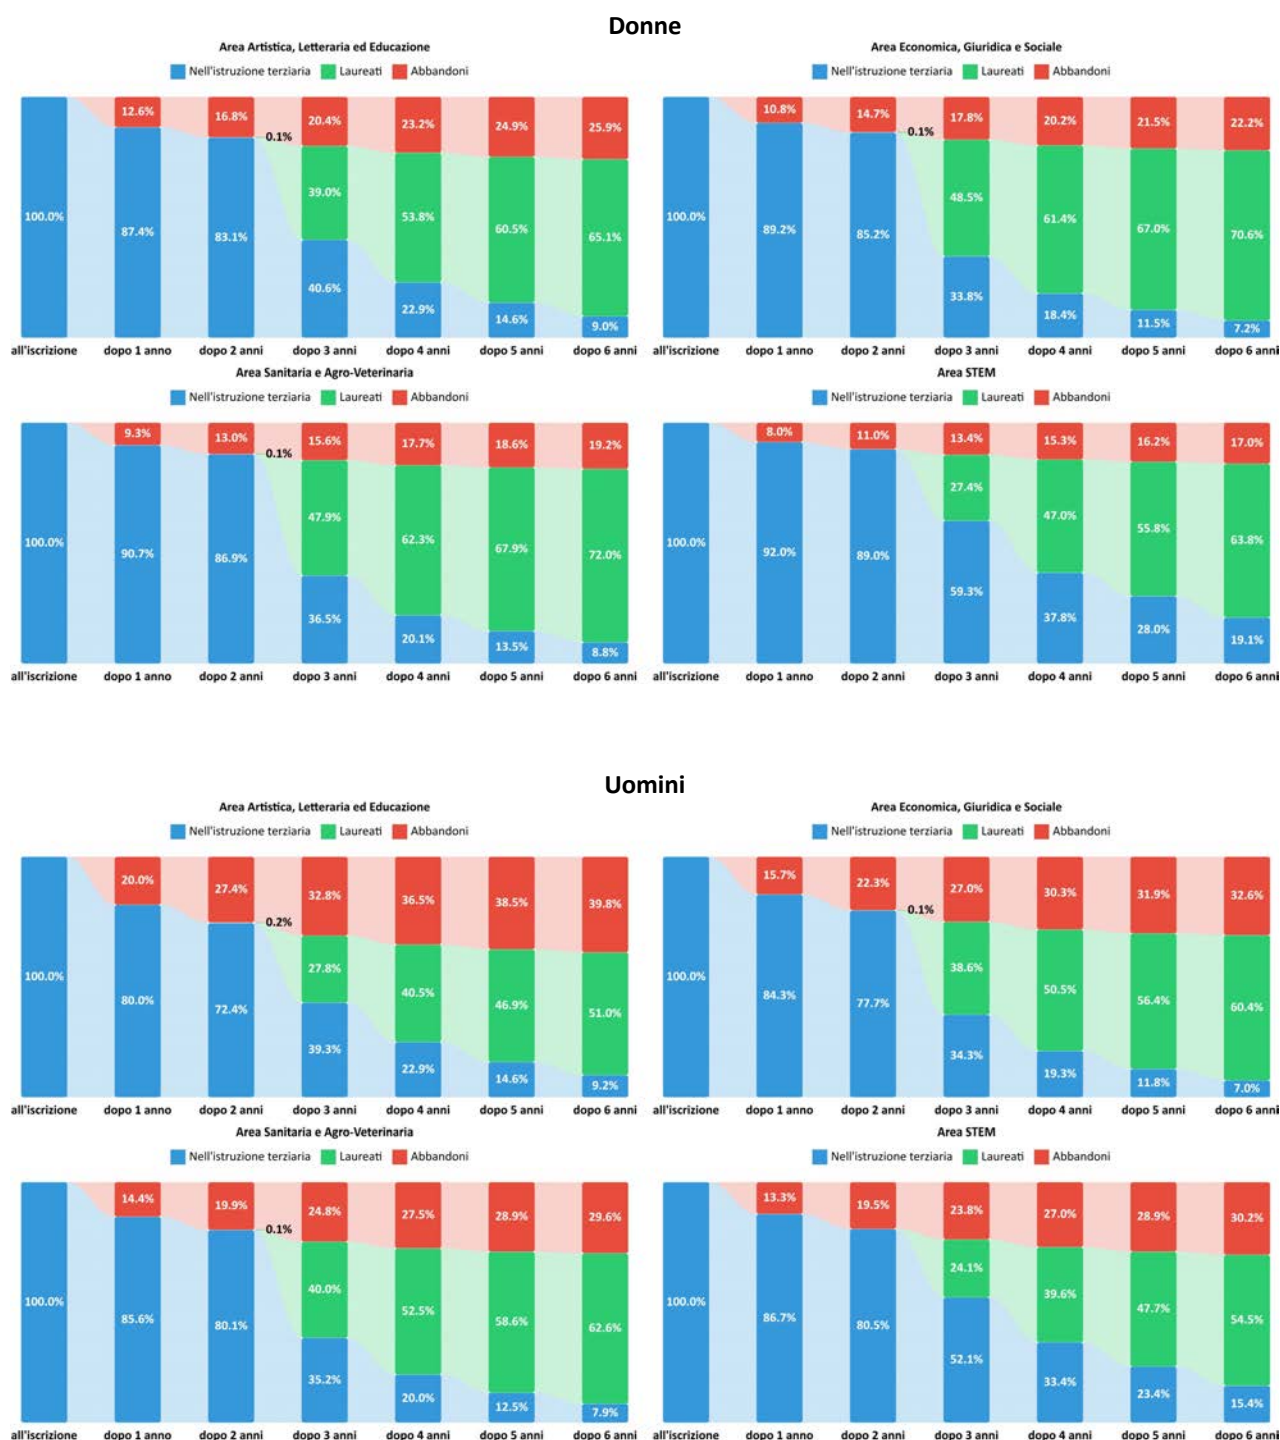 Donne
Area Artistica, Letteraria ed Educazione
Nell'istruzione terziaria Laureati Abbandoni
12.6% 16.8% 20.4% 23.2% 24.9% 25.9%
0.1%
39.0% 53.8% 60.5% 65.1%
100.0% 87.4% 83.1% 40.6% 22.9% 14.6% 9.0%
all'iscrizione dopo 1 anno dopo 2 anni dopo 3 anni dopo 4 anni dopo 5 anni dopo 6 anni
Area Economica, Giuridica e Sociale
Nell'istruzione terziaria Laureati Abbandoni
10.8% 14.7% 17.8% 20.2% 21.5% 22.2%
0.1%
48.5% 61.4% 67.0% 70.6%
100.0% 89.2% 85.2% 33.8% 18.4% 11.5% 7.2%
all'iscrizione dopo 1 anno dopo 2 anni dopo 3 anni dopo 4 anni dopo 5 anni dopo 6 anni
Area Sanitaria e Agro-Veterinaria
Nell'istruzione terziaria Laureati Abbandoni
9.3% 13.0% 15.6% 17.7% 18.6% 19.2%
0.1%
47.9% 62.3% 67.9% 72.0%
100.0% 90.7% 86.9% 36.5% 20.1% 13.5% 8.8%
all'iscrizione dopo 1 anno dopo 2 anni dopo 3 anni dopo 4 anni dopo 5 anni dopo 6 anni
Area STEM
Nell'istruzione terziaria Laureati Abbandoni
8.0% 11.0% 13.4% 15.3% 16.2% 17.0%
27.4% 47.0% 55.8% 63.8%
100.0% 92.0% 89.0% 59.3% 37.8% 28.0% 19.1%
all'iscrizione dopo 1 anno dopo 2 anni dopo 3 anni dopo 4 anni dopo 5 anni dopo 6 anni
Uomini
Area Artistica, Letteraria ed Educazione
Nell'istruzione terziaria Laureati Abbandoni
20.0% 27.4% 32.8% 36.5% 38.5% 39.8%
0.2%
27.8% 40.5% 46.9% 51.0%
100.0% 80.0% 72.4% 39.3% 22.9% 14.6% 9.2%
all'iscrizione dopo 1 anno dopo 2 anni dopo 3 anni dopo 4 anni dopo 5 anni dopo 6 anni
Area Economica, Giuridica e Sociale
Nell'istruzione terziaria Laureati Abbandoni
15.7% 22.3% 27.0% 30.3% 31.9% 32.6%
0.1%
38.6% 50.5% 56.4% 60.4%
100.0% 84.3% 77.7% 34.3% 19.3% 11.8% 7.0%
all'iscrizione dopo 1 anno dopo 2 anni dopo 3 anni dopo 4 anni dopo 5 anni dopo 6 anni
Area Sanitaria e Agro-Veterinaria
Nell'istruzione terziaria Laureati Abbandoni
14.4% 19.9% 24.8% 27.5% 28.9% 29.6%
0.1%
40.0% 52.5% 58.6% 62.6%
100.0% 85.6% 80.1% 35.2% 20.0% 12.5% 7.9%
all'iscrizione dopo 1 anno dopo 2 anni dopo 3 anni dopo 4 anni dopo 5 anni dopo 6 anni
Area STEM
Nell'istruzione terziaria Laureati Abbandoni
13.3% 19.5% 23.8% 27.0% 28.9% 30.2%
24.1% 39.6% 47.7% 54.5%
100.0% 86.7% 80.5% 52.1% 33.4% 23.4% 15.4%
all'iscrizione dopo 1 anno dopo 2 anni dopo 3 anni dopo 4 anni dopo 5 anni dopo 6 anni